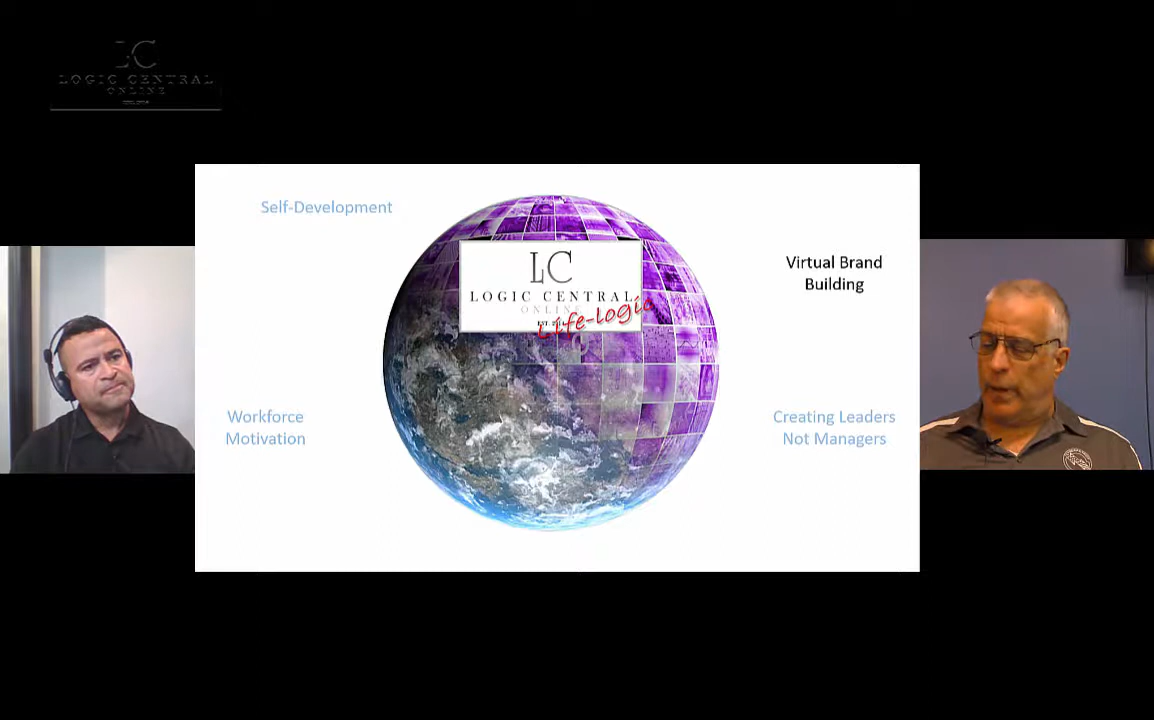 LC
LOGIC CENTRAL
ONLINE
Self-Development
LC
LOGIC CENTRAL
ONLINE
Life-logic
Virtual Brand
Building
Workforce
Motivation
Creating Leaders
Not Managers